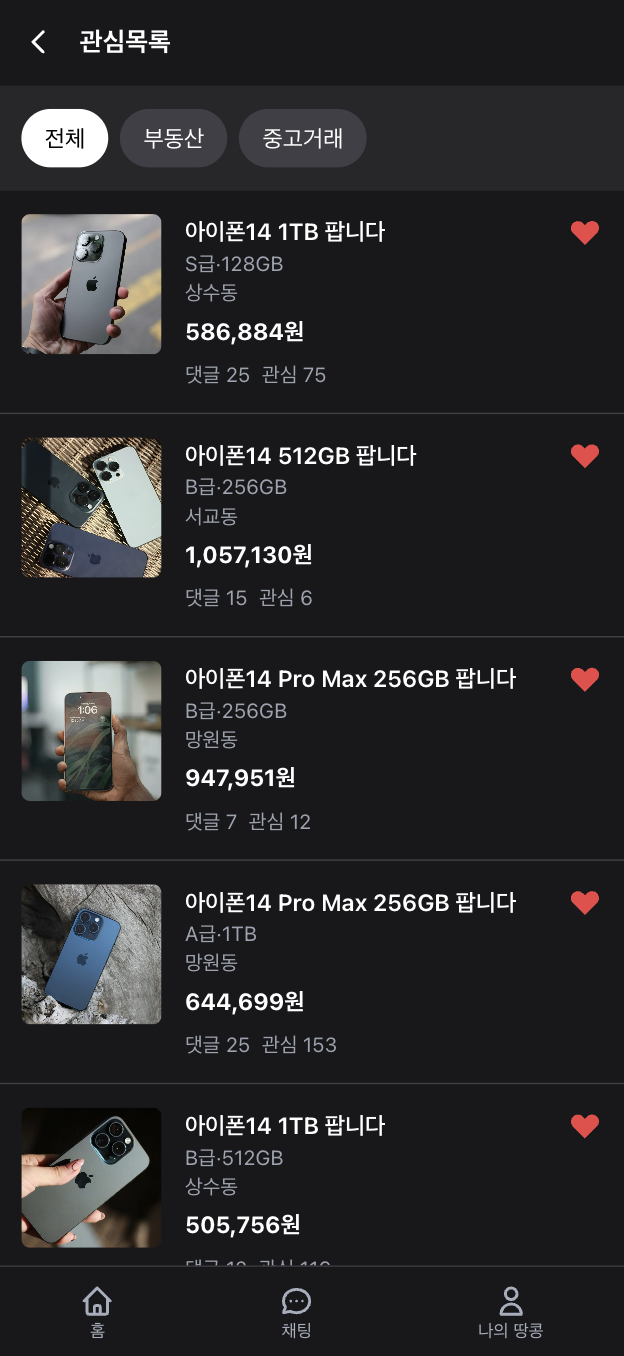 관심목록
전체 부동산 중고거래
아이폰14 1TB 팝니다
S급·128GB
상수동
586,884원
댓글 25 관심 75
아이폰14 512GB 팝니다
B급·256GB
서교동
1,057,130원
댓글 15 관심 6
1:06
아이폰14 Pro Max 256GB 팝니다
B급·256GB
망원동
947,951원
댓글 7 관심 12
아이폰14 Pro Max 256GB 팝니다
A급·1TB
망원동
644,699원
댓글 25 관심 153
아이폰14 1TB 팝니다
B급·512GB
상수동
505,756원
홈 채팅 나의 땅콩